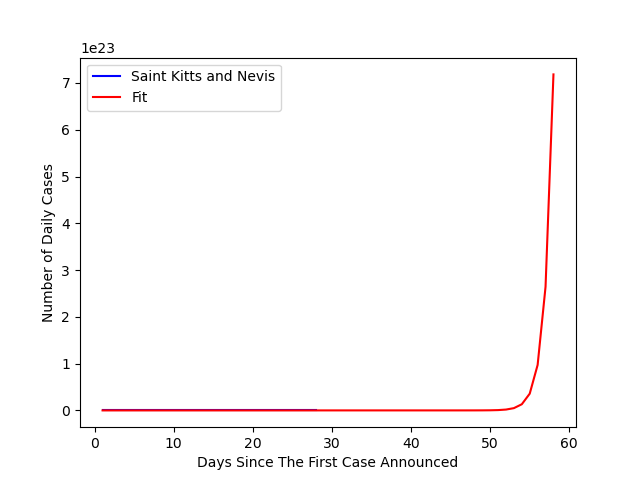 1e23
Saint Kitts and Nevis
Fit
7
6
5
4
3
2
1
0
Number of Daily Cases
0 10 20 30 40 50 60
Days Since The First Case Announced